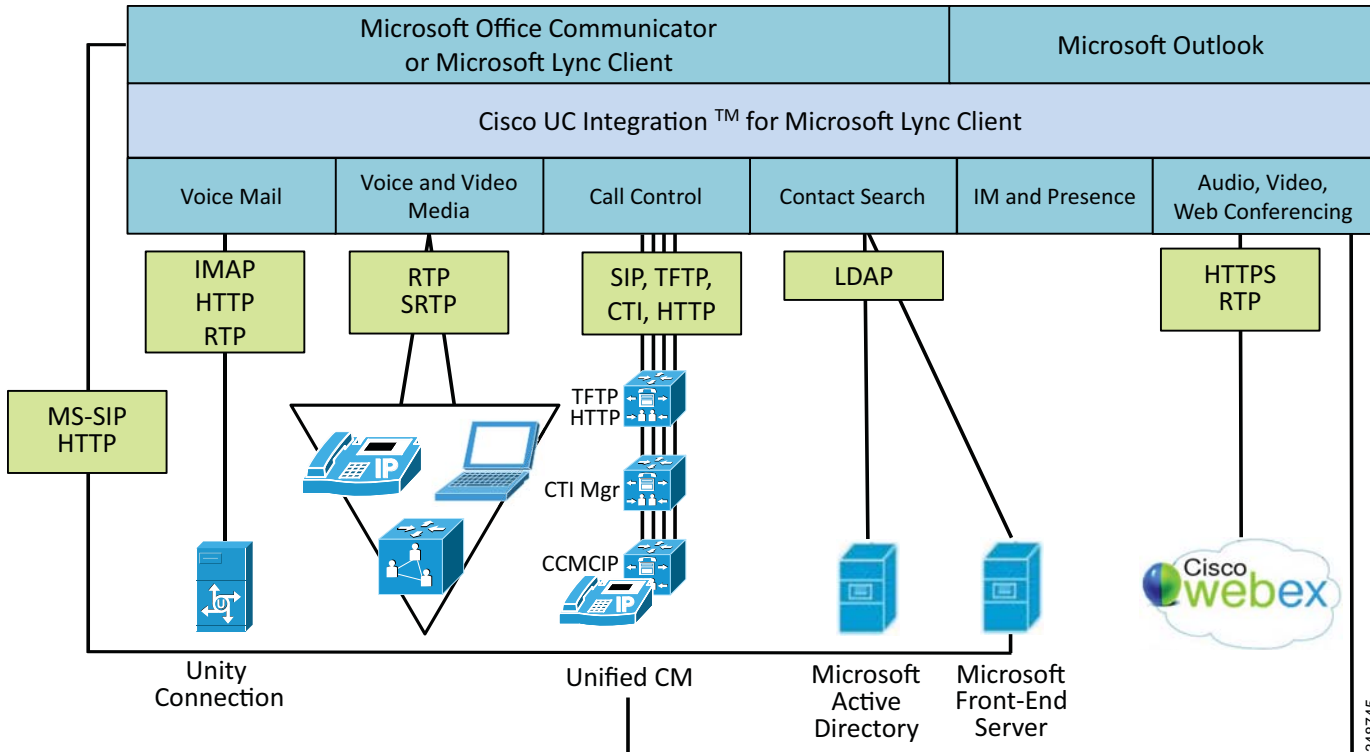 Microsoft Office Communicator
or Microsoft Lync Client
Microsoft Outlook
Cisco UC Integration TM for Microsoft Lync Client
Voice Mail
Voice and Video
Media
Call Control
Contact Search
IM and Presence
Audio, Video,
Web Conferencing
IMAP
HTTP
RTP
RTP
SRTP
SIP, TFTP,
CTI, HTTP
LDAP
HTTPS
RTP
MS-SIP
HTTP
TFTP
HTTP
IP
CTI Mgr
CCMCIP
IP
U
Cisco
webex
Unity
Connection
Unified CM
Microsoft
Active
Directory
Microsoft
Front-End
Server